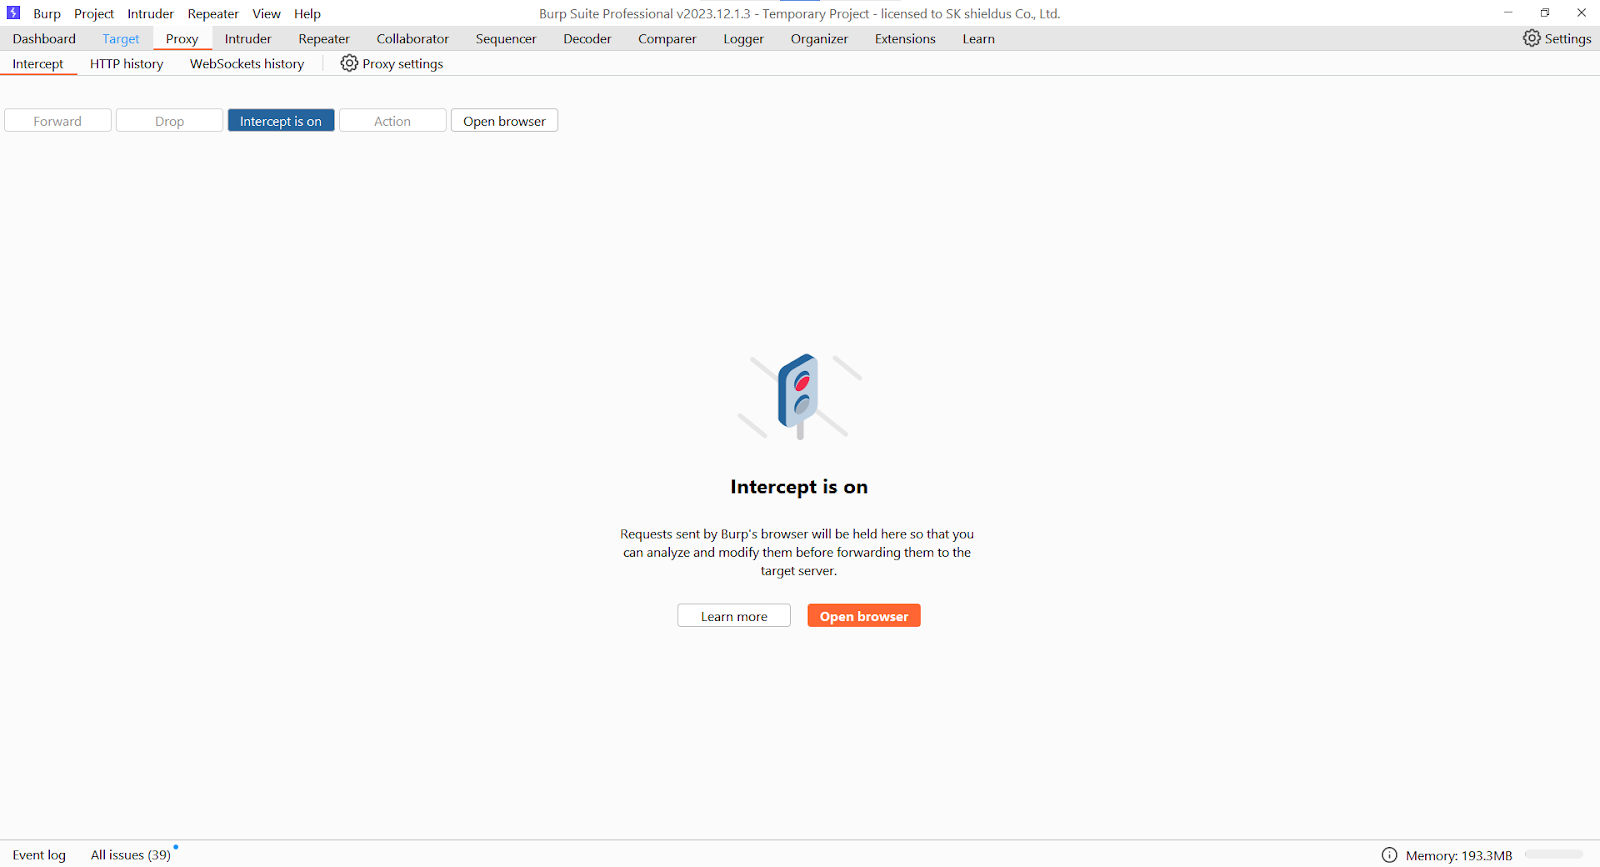 Burp Project Intruder Repeater View Help Burp Suite Professional v2023.12.1.3 - Temporary Project - licensed to SK shieldus Co., Ltd.
Dashboard Target Proxy Intruder Repeater Collaborator Sequencer Decoder Comparer Logger Organizer Extensions Learn Settings
Intercept HTTP history WebSockets history Proxy settings
Forward Drop Intercept is on Action Open browser
Intercept is on
Requests sent by Burp's browser will be held here so that you
can analyze and modify them before forwarding them to the
target server.
Learn more Open browser
Event log All issues (39) Memory: 193.3MB